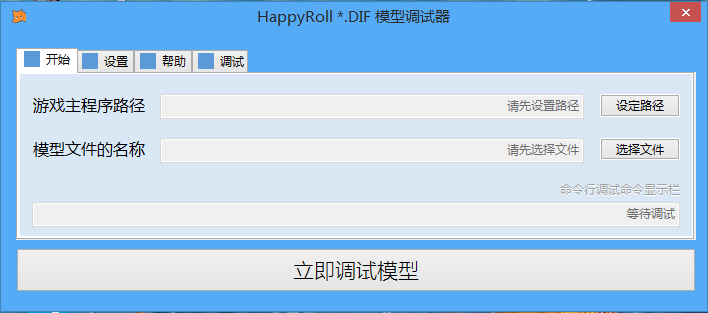 HappyRoll *.DIF 模型调试器
开始 设置 帮助 调试
游戏主程序路径 请先设置路径 设定路径
模型文件的名称 请先选择文件 选择文件
命令行调试命令显示栏
等待调试
立即调试模型